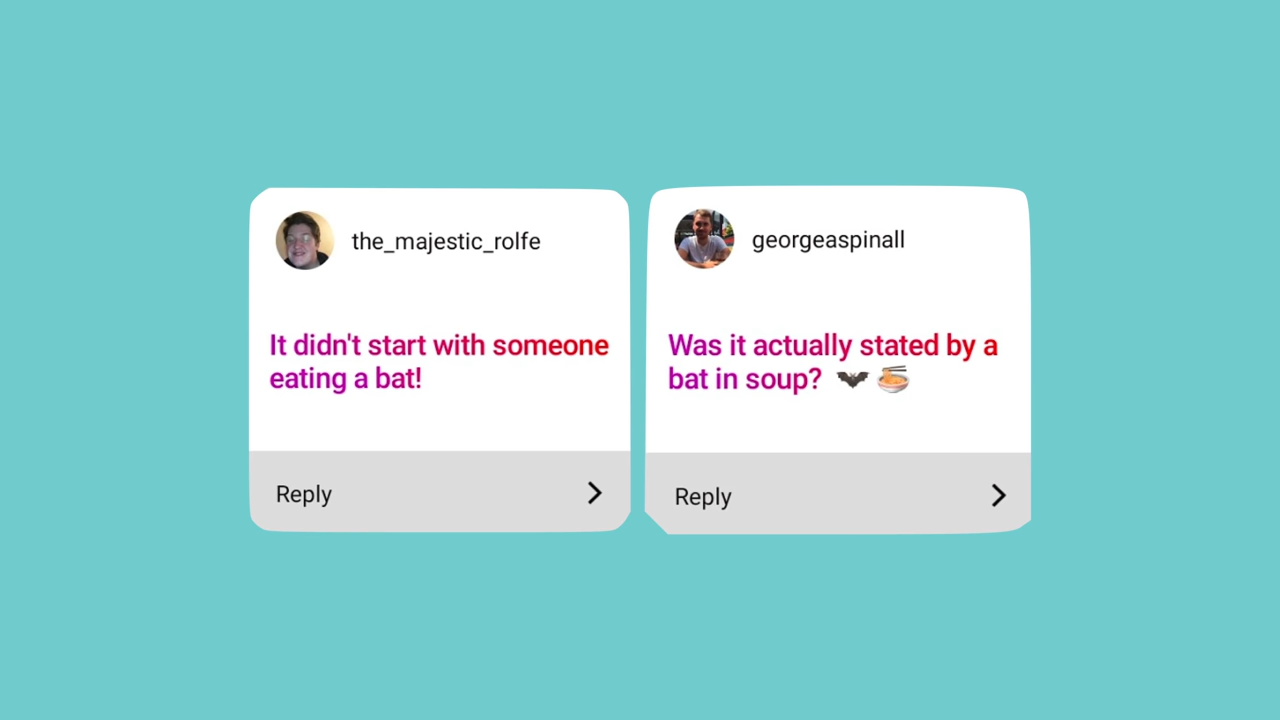 the_majestic_rolfe
It didn't start with someone
eating a bat!
Reply
georgeaspinall
Was it actually stated by a
bat in soup? 🦇🍜
Reply